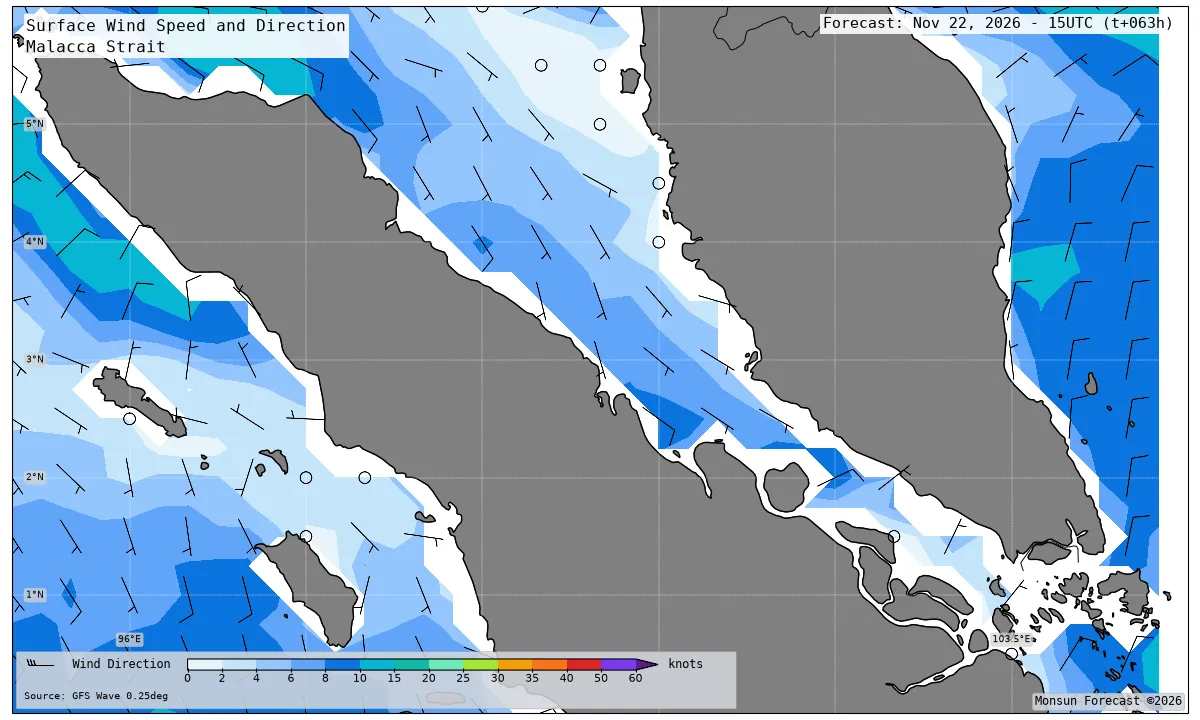 Surface Wind Speed and Direction
Malacca Strait
Forecast: Nov 22, 2026 - 15UTC (t+063h)
5°N
4°N
3°N
2°N
1°N
96°E
103.5°E
Wind Direction
knots
0 2 4 6 8 10 15 20 25 30 35 40 50 60
Source: GFS Wave 0.25deg
Monsun Forecast ©2026